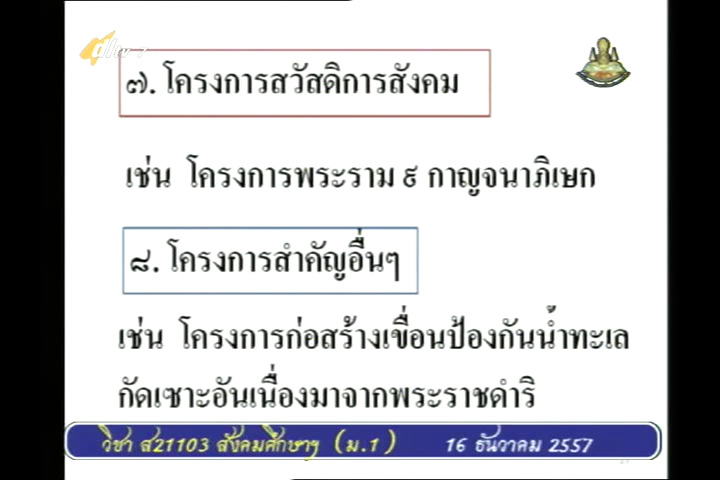 dltv 7
๗. โครงการสวัสดิการสังคม
เช่น โครงการพระราม ๙ กาญจนาภิเษก
๘. โครงการสำคัญอื่นๆ
เช่น โครงการก่อสร้างเขื่อนป้องกันน้ำทะเล
กัดเซาะอันเนื่องมาจากพระราชดำริ
วิชา ส21103 สังคมศึกษาฯ (ม.1) 16 ธันวาคม 2557